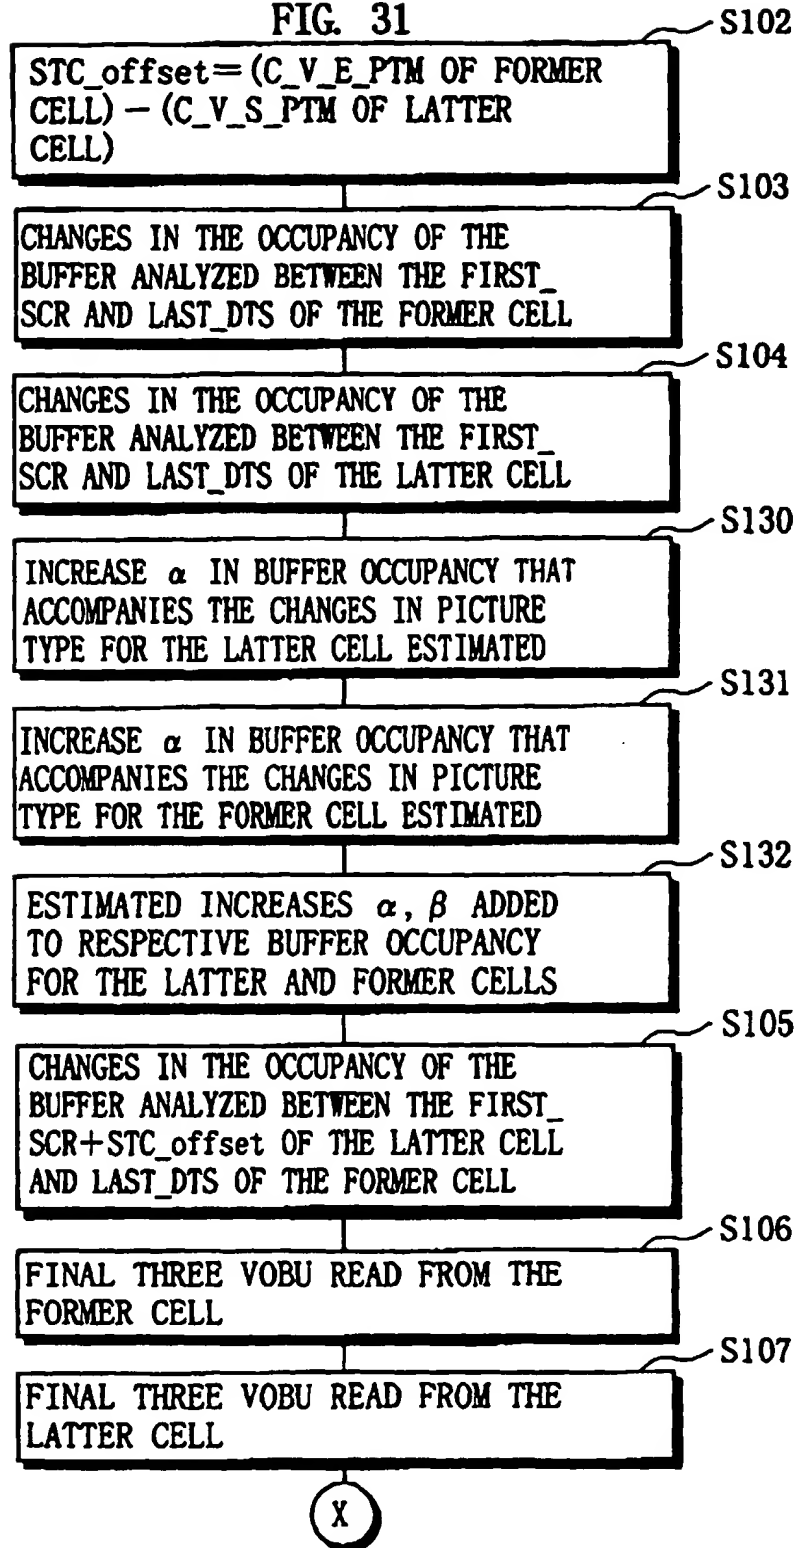 FIG. 31
S102
STC_offset=(C_V_E_PTM OF FORMER
CELL)-(C_V_S_PTM OF LATTER
CELL)
S103
CHANGES IN THE OCCUPANCY OF THE
BUFFER ANALYZED BETWEEN THE FIRST_
SCR AND LAST_DTS OF THE FORMER CELL
S104
CHANGES IN THE OCCUPANCY OF THE
BUFFER ANALYZED BETWEEN THE FIRST_
SCR AND LAST_DTS OF THE LATTER CELL
S130
INCREASE α IN BUFFER OCCUPANCY THAT
ACCOMPANIES THE CHANGES IN PICTURE
TYPE FOR THE LATTER CELL ESTIMATED
S131
INCREASE α IN BUFFER OCCUPANCY THAT
ACCOMPANIES THE CHANGES IN PICTURE
TYPE FOR THE FORMER CELL ESTIMATED
S132
ESTIMATED INCREASES α, β ADDED
TO RESPECTIVE BUFFER OCCUPANCY
FOR THE LATTER AND FORMER CELLS
S105
CHANGES IN THE OCCUPANCY OF THE
BUFFER ANALYZED BETWEEN THE FIRST_
SCR+STC_offset OF THE LATTER CELL
AND LAST_DTS OF THE FORMER CELL
S106
FINAL THREE VOBU READ FROM THE
FORMER CELL
S107
FINAL THREE VOBU READ FROM THE
LATTER CELL
X